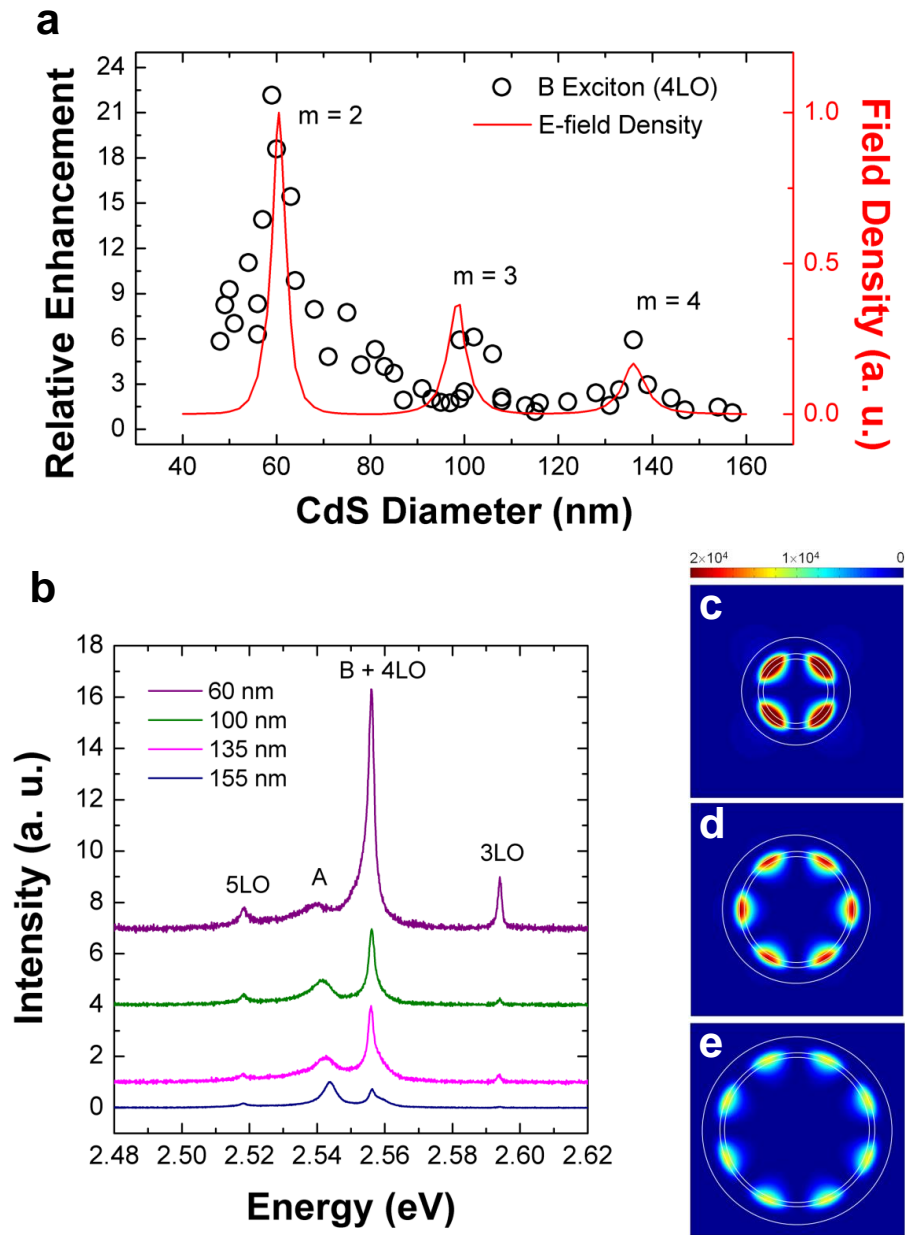 a
Relative Enhancement
24
21
18
15
12
9
6
3
0
B Exciton (4LO)
E-field Density
m = 2
m = 3
m = 4
1.0
0.5
0.0
Field Density (a. u.)
40 60 80 100 120 140 160
CdS Diameter (nm)
b
Intensity (a. u.)
18
16
14
12
10
8
6
4
2
0
60 nm
100 nm
135 nm
155 nm
B + 4LO
5LO
A
3LO
2.48 2.50 2.52 2.54 2.56 2.58 2.60 2.62
Energy (eV)
2×10⁴ 1×10⁴ 0
c
d
e